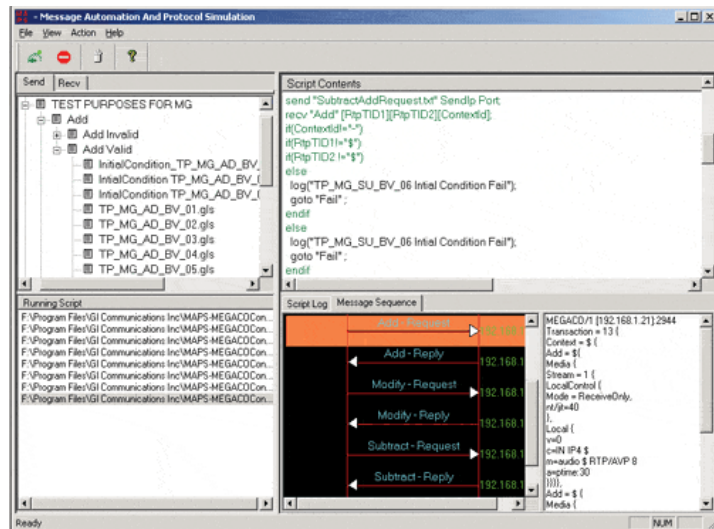 - Message Automation And Protocol Simulation
File View Action Help
Send Recv
TEST PURPOSES FOR MG
Add
Add Invalid
Add Valid
InitialCondition_TP_MG_AD_BV_
IntialCondition TP_MG_AD_BV_
IntialCondition TP_MG_AD_BV_
TP_MG_AD_BV_01.gls
TP_MG_AD_BV_02.gls
TP_MG_AD_BV_03.gls
TP_MG_AD_BV_04.gls
TP_MG_AD_BV_05.gls
Script Contents
send "SubtractAddRequest.txt" SendIp Port;
recv "Add" [RtpTID1][RtpTID2][ContextId];
if(ContextId!="-")
if(RtpTID1!="$")
if(RtpTID2 !="$")
else
log("TP_MG_SU_BV_06 Intial Condition Fail");
goto "Fail" ;
endif
else
log("TP_MG_SU_BV_06 Intial Condition Fail");
goto "Fail" ;
endif
Running Script
F:\Program Files\Gl Communications Inc\MAPS-MEGACOCon...
F:\Program Files\Gl Communications Inc\MAPS-MEGACOCon...
F:\Program Files\Gl Communications Inc\MAPS-MEGACOCon...
F:\Program Files\Gl Communications Inc\MAPS-MEGACOCon...
F:\Program Files\Gl Communications Inc\MAPS-MEGACOCon...
F:\Program Files\Gl Communications Inc\MAPS-MEGACOCon...
F:\Program Files\Gl Communications Inc\MAPS-MEGACOCon...
F:\Program Files\Gl Communications Inc\MAPS-MEGACOCon...
Script Log Message Sequence
Add - Request 192.168.1
Add - Reply 192.168.1
Modify - Request 192.168.1
Modify - Reply 192.168.1
Subtract - Request 192.168.1
Subtract - Reply 192.168.1
MEGACO/1 [192.168.1.21]:2944
Transaction = 13 {
Context = $ {
Add = ${
Media {
Stream = 1 {
LocalControl {
Mode = ReceiveOnly,
nt/jit=40
},
Local {
v=0
c=IN IP4 $
m=audio $ RTP/AVP 8
a=ptime:30
}}}},
Add = $ {
Media {
Ready
NUM